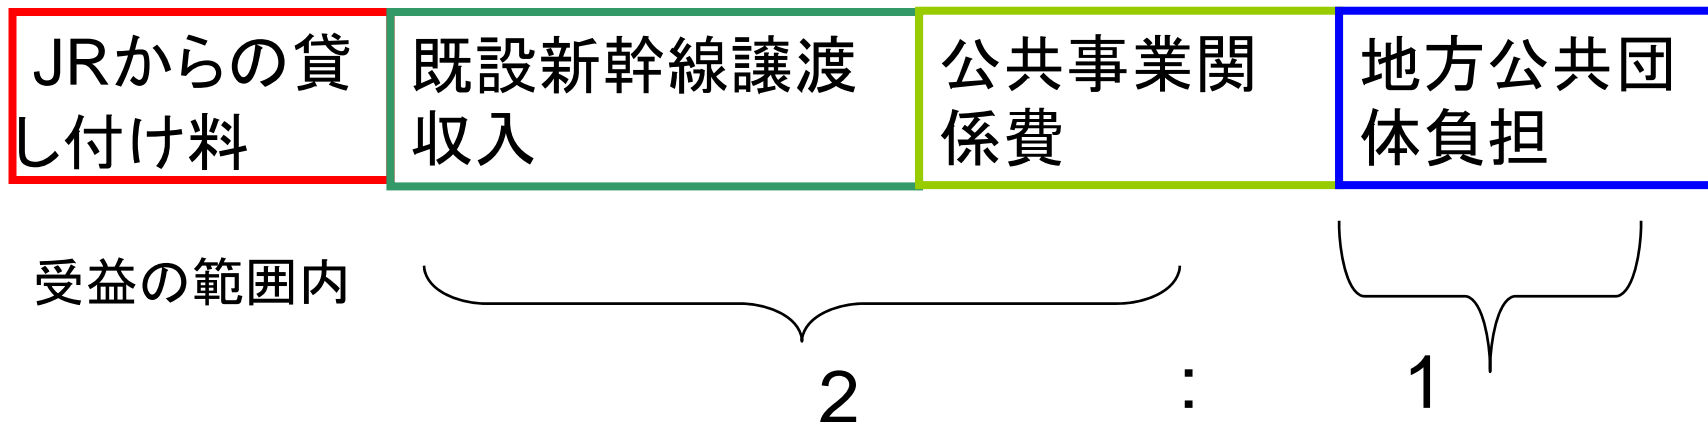 JRからの貸
し付け料
既設新幹線譲渡
収入
公共事業関
係費
地方公共団
体負担
受益の範囲内
2 : 1